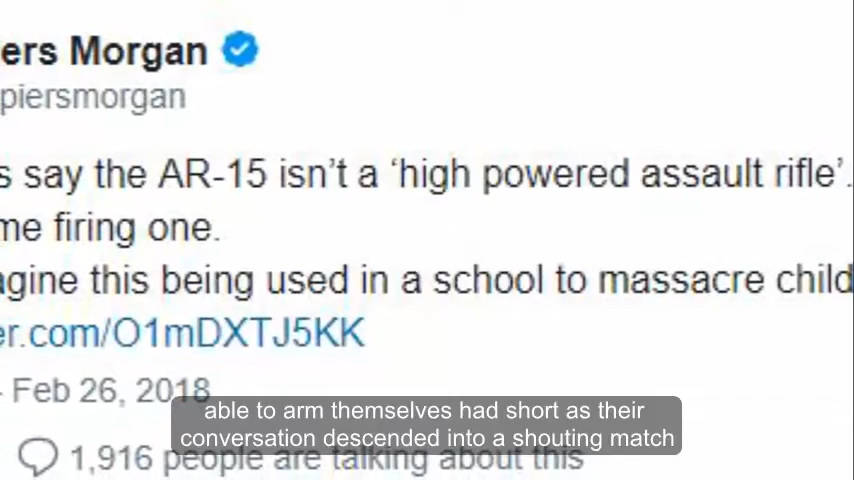 ers Morgan
piersmorgan
s say the AR-15 isn't a 'high powered assault rifle'.
me firing one.
agine this being used in a school to massacre child
er.com/O1mDXTJ5KK
- Feb 26, 2018
able to arm themselves had short as their
conversation descended into a shouting match
1,916 people are talking about this